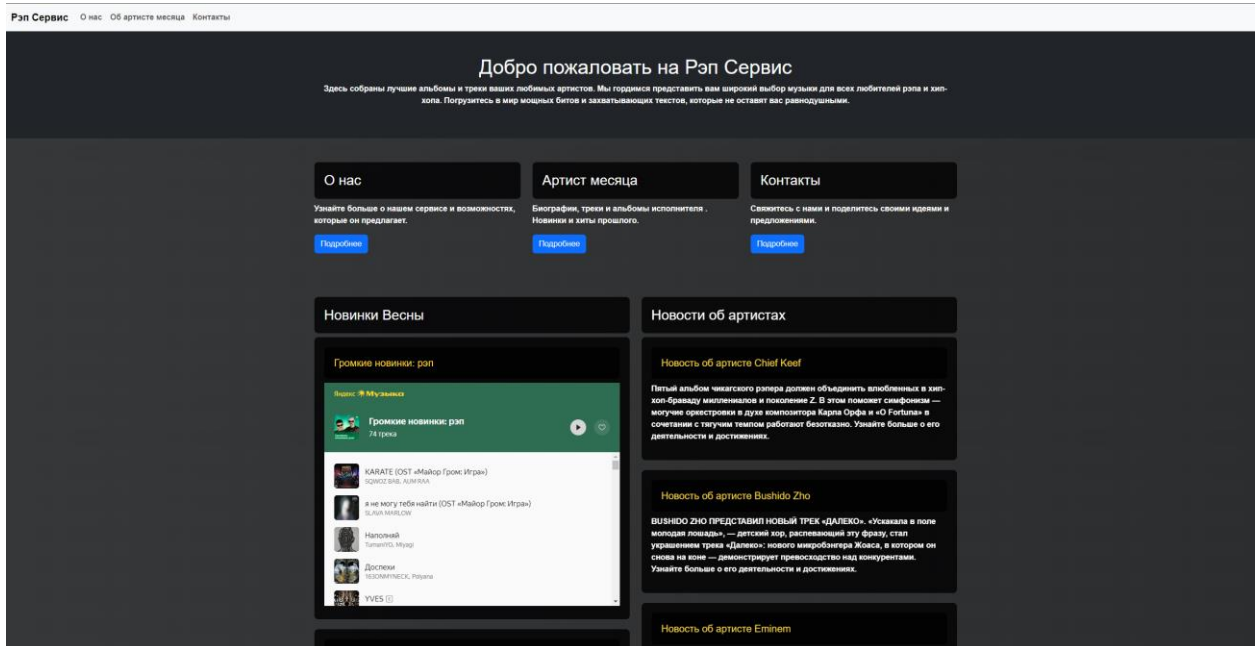 Рэп Сервис О нас Об артисте месяца Контакты
Добро пожаловать на Рэп Сервис
Здесь собраны лучшие альбомы и треки ваших любимых артистов. Мы гордимся представить вам широкий выбор музыки для всех любителей рэпа и хип-
хопа. Погрузитесь в мир мощных битов и захватывающих текстов, которые не оставят вас равнодушными.
О нас
Узнайте больше о нашем сервисе и возможностях,
которые он предлагает.
Подробнее
Артист месяца
Биографии, треки и альбомы исполнителя .
Новинки и хиты прошлого.
Подробнее
Контакты
Свяжитесь с нами и поделитесь своими идеями и
предложениями.
Подробнее
Новинки Весны
Громкие новинки: рэп
Яндекс Музыка
Громкие новинки: рэп
74 трека
KARATE (OST «Майор Гром: Игра»)
SQWOZ BAB, ALMIRAA
я не могу тебя найти (OST «Майор Гром: Игра»)
SLAVA MARLOW
Наполняй
TumaniYO, Miyagi
Доспехи
163ONMYNECK, Polyana
YVES E
Новости об артистах
Новость об артисте Chief Keef
Пятый альбом чикагского рэпера должен объединить влюбленных в хип-
хоп-браваду миллениалов и поколение Z. В этом поможет симфонизм —
могучие оркестровки в духе композитора Карла Орфа и «O Fortuna» в
сочетании с тягучим темпом работают безотказно. Узнайте больше о его
деятельности и достижениях.
Новость об артисте Bushido Zho
BUSHIDO ZHO ПРЕДСТАВИЛ НОВЫЙ ТРЕК «ДАЛЕКО». «Ускакала в поле
молодая лошадь», — детский хор, распевающий эту фразу, стал
украшением трека «Далеко»: нового микробэнгера Жоаса, в котором он
снова на коне — демонстрирует превосходство над конкурентами.
Узнайте больше о его деятельности и достижениях.
Новость об артисте Eminem